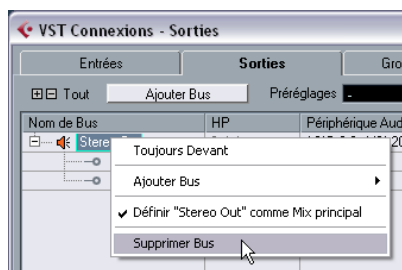 VST Connexions - Sorties
Entrées Sorties Gro
Tout Ajouter Bus Préréglages -
Nom de Bus HP Périphérique Aud
Stere
Toujours Devant
Ajouter Bus
Définir "Stereo Out" comme Mix principal
Supprimer Bus